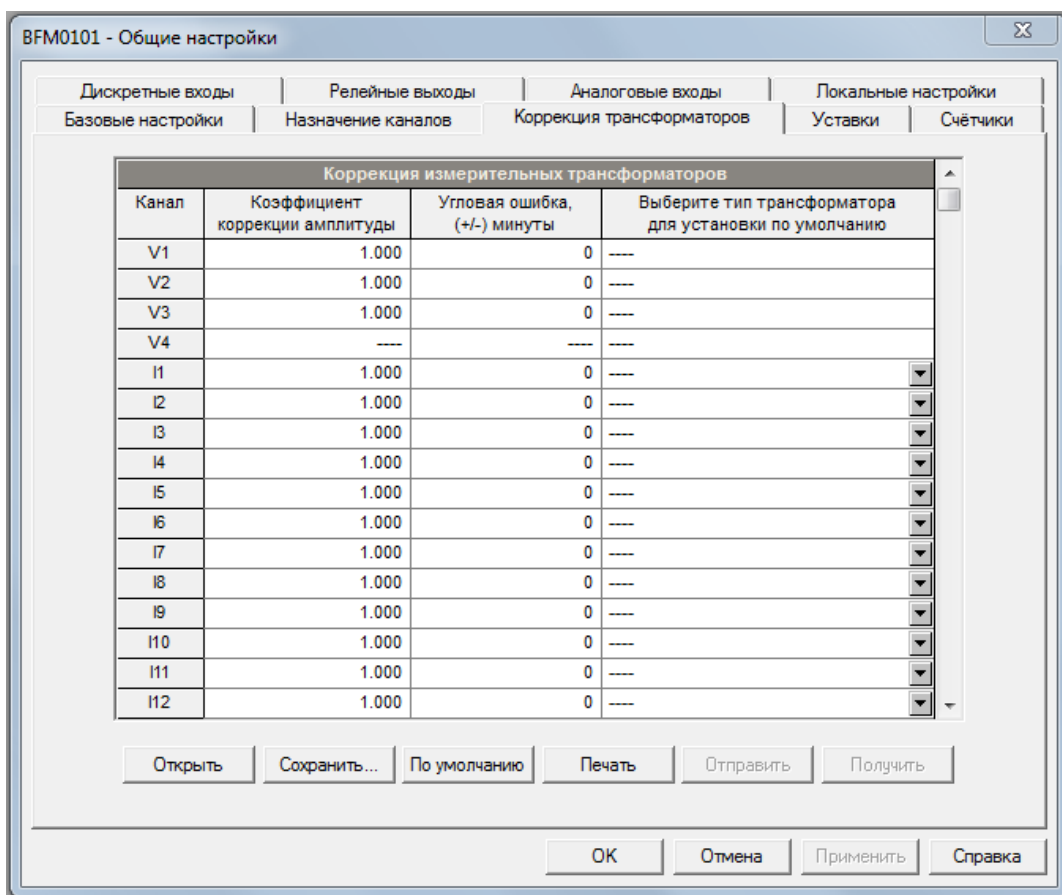 BFM0101 - Общие настройки
Дискретные входы Релейные выходы Аналоговые входы Локальные настройки
Базовые настройки Назначение каналов Коррекция трансформаторов Уставки Счётчики
Коррекция измерительных трансформаторов
Канал Коэффициент Угловая ошибка, Выберите тип трансформатора
коррекции амплитуды (+/-) минуты для установки по умолчанию
V1 1.000 0 ----
V2 1.000 0 ----
V3 1.000 0 ----
V4 ---- ---- ----
I1 1.000 0 ----
I2 1.000 0 ----
I3 1.000 0 ----
I4 1.000 0 ----
I5 1.000 0 ----
I6 1.000 0 ----
I7 1.000 0 ----
I8 1.000 0 ----
I9 1.000 0 ----
I10 1.000 0 ----
I11 1.000 0 ----
I12 1.000 0 ----
Открыть Сохранить... По умолчанию Печать Отправить Получить
OK Отмена Применить Справка